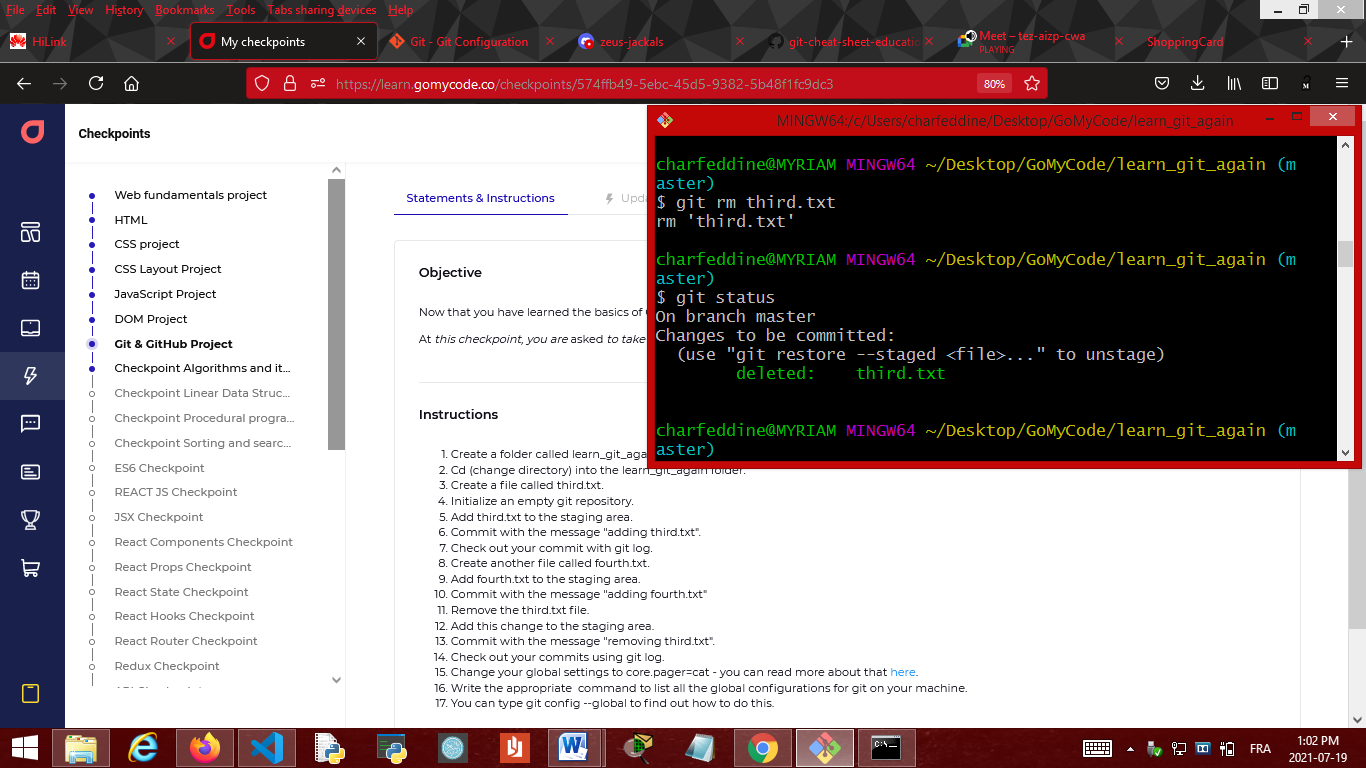 File Edit View History Bookmarks Tools Tabs sharing devices Help
HiLink
My checkpoints
Git - Git Configuration
zeus-jackals
git-cheat-sheet-educatio
Meet – tez-aizp-cwa
PLAYING
ShoppingCard
https://learn.gomycode.co/checkpoints/574ffb49-5ebc-45d5-9382-5b48f1fc9dc3
80%
Checkpoints
Web fundamentals project
HTML
CSS project
CSS Layout Project
JavaScript Project
DOM Project
Git & GitHub Project
Checkpoint Algorithms and it...
Checkpoint Linear Data Struc...
Checkpoint Procedural progra...
Checkpoint Sorting and searc...
ES6 Checkpoint
REACT JS Checkpoint
JSX Checkpoint
React Components Checkpoint
React Props Checkpoint
React State Checkpoint
React Hooks Checkpoint
React Router Checkpoint
Redux Checkpoint
Statements & Instructions
Upda
Objective
Now that you have learned the basics of
At this checkpoint, you are asked to take
Instructions
1. Create a folder called learn_git_aga
2. Cd (change directory) into the learn_git_again folder.
3. Create a file called third.txt.
4. Initialize an empty git repository.
5. Add third.txt to the staging area.
6. Commit with the message "adding third.txt".
7. Check out your commit with git log.
8. Create another file called fourth.txt.
9. Add fourth.txt to the staging area.
10. Commit with the message "adding fourth.txt"
11. Remove the third.txt file.
12. Add this change to the staging area.
13. Commit with the message "removing third.txt".
14. Check out your commits using git log.
15. Change your global settings to core.pager=cat - you can read more about that here.
16. Write the appropriate command to list all the global configurations for git on your machine.
17. You can type git config --global to find out how to do this.
MINGW64:/c/Users/charfeddine/Desktop/GoMyCode/learn_git_again
charfeddine@MYRIAM MINGW64 ~/Desktop/GoMyCode/learn_git_again (m
aster)
$ git rm third.txt
rm 'third.txt'
charfeddine@MYRIAM MINGW64 ~/Desktop/GoMyCode/learn_git_again (m
aster)
$ git status
On branch master
Changes to be committed:
(use "git restore --staged <file>..." to unstage)
deleted: third.txt
charfeddine@MYRIAM MINGW64 ~/Desktop/GoMyCode/learn_git_again (m
aster)
FRA
1:02 PM
2021-07-19